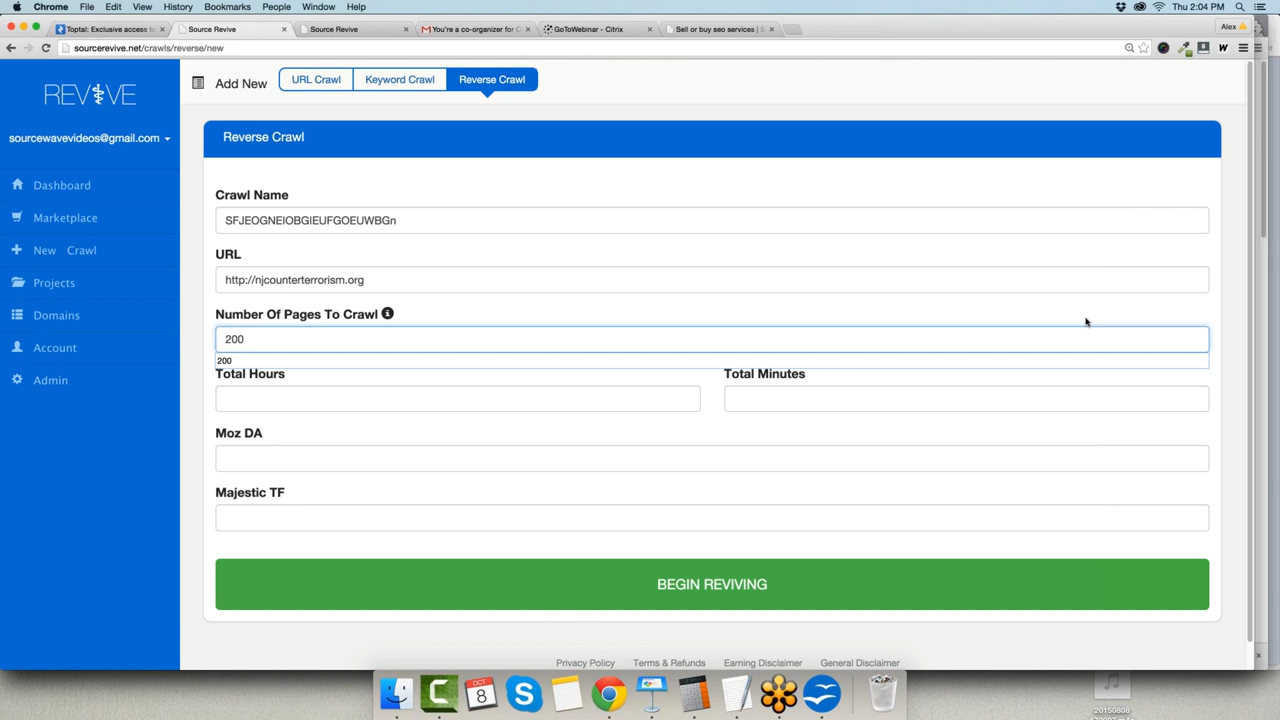 Chrome File Edit View History Bookmarks People Window Help Thu 2:04 PM
Toptal: Exclusive access to Source Revive Source Revive You're a co-organizer for GoToWebinar - Citrix Sell or buy seo services | Alex
sourcerevive.net/crawls/reverse/new
REVIVE
sourcewavevideos@gmail.com
Dashboard
Marketplace
New Crawl
Projects
Domains
Account
Admin
Add New URL Crawl Keyword Crawl Reverse Crawl
Reverse Crawl
Crawl Name
SFJEOGNEIOBGIEUFGOEUWBGn
URL
http://njcounterterrorism.org
Number Of Pages To Crawl
200
200
Total Hours Total Minutes
Moz DA
Majestic TF
BEGIN REVIVING
Privacy Policy Terms & Refunds Earning Disclaimer General Disclaimer
OCT
8
20150808